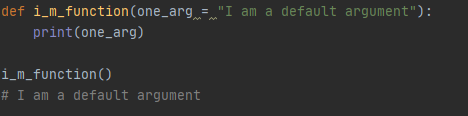 def i_m_function(one_arg = "I am a default argument"):
    print(one_arg)

i_m_function()
# I am a default argument